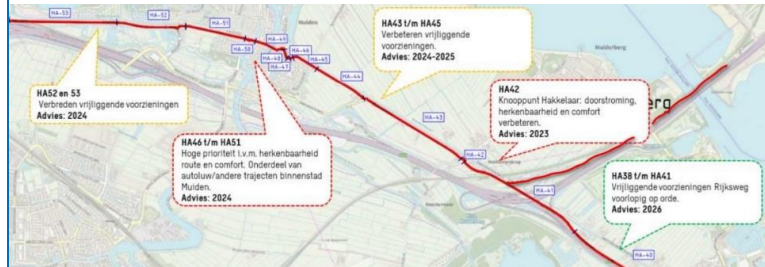 HA-53
HA-52
HA-51
Muiden
HA-50
HA-49
HA-48
HA-47
HA-46
HA-45
HA-44
HA-43
HA-42
HA-41
HA-40
Muiderberg
erg
HA43 t/m HA45
Verbeteren vrijliggende
voorzieningen.
Advies: 2024-2025
HA42
Knooppunt Hakkelaar: doorstroming,
herkenbaarheid en comfort
verbeteren.
Advies: 2023
HA52 en 53
Verbreden vrijliggende voorzieningen
Advies: 2024
HA46 t/m HA51
Hoge prioriteit i.v.m. herkenbaarheid
route en comfort. Onderdeel van
autoluw/andere trajecten binnenstad
Muiden.
Advies: 2024
HA38 t/m HA41
Vrijliggende voorzieningen Rijksweg
voorlopig op orde.
Advies: 2026